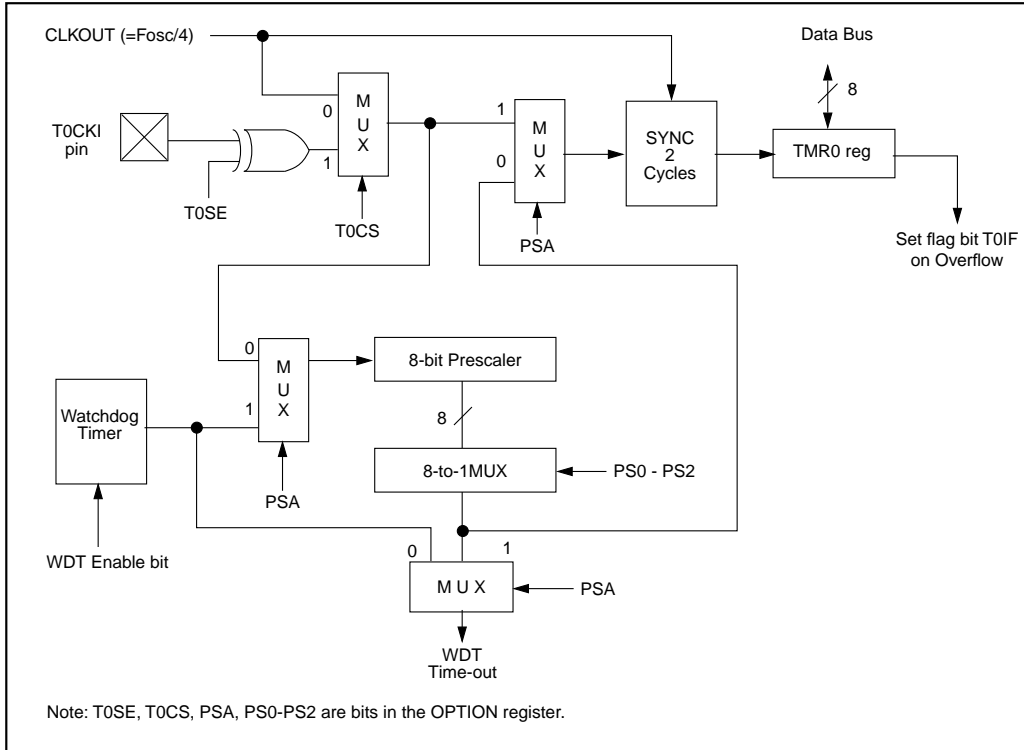 CLKOUT (=Fosc/4)
Data Bus
8
T0CKI
pin
T0SE
0
1
M
U
X
T0CS
1
0
M
U
X
PSA
SYNC
2
Cycles
TMR0 reg
Set flag bit T0IF
on Overflow
0
1
M
U
X
PSA
8-bit Prescaler
8
Watchdog
Timer
WDT Enable bit
8-to-1MUX
PS0 - PS2
0
1
M U X
PSA
WDT
Time-out
Note: T0SE, T0CS, PSA, PS0-PS2 are bits in the OPTION register.